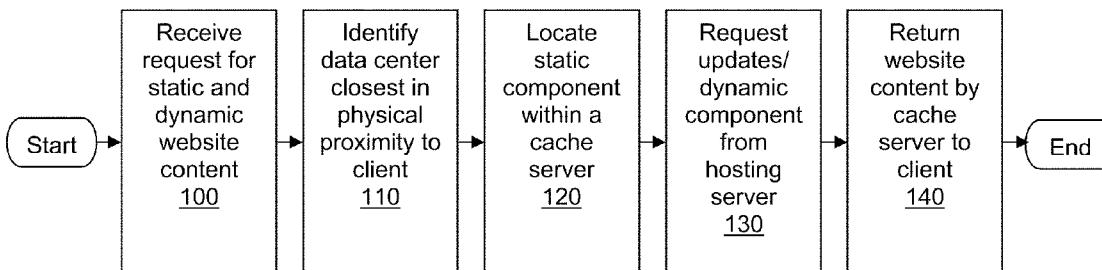 Start
Receive
request for
static and
dynamic
website
content
100
Identify
data center
closest in
physical
proximity to
client
110
Locate
static
component
within a
cache
server
120
Request
updates/
dynamic
component
from
hosting
server
130
Return
website
content by
cache
server to
client
140
End